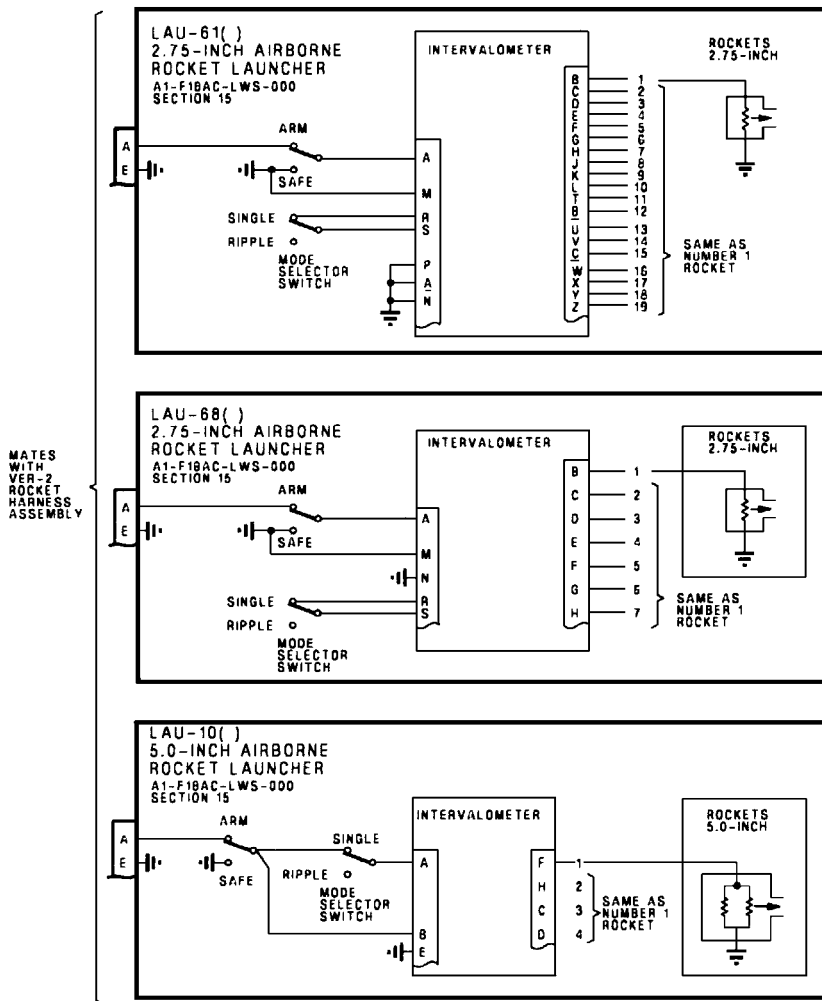 MATES
WITH
VER-2
ROCKET
HARNESS
ASSEMBLY
LAU-61( )
2.75-INCH AIRBORNE
ROCKET LAUNCHER
A1-F18AC-LWS-000
SECTION 15
A
E
ARM
SAFE
SINGLE
RIPPLE
MODE
SELECTOR
SWITCH
INTERVALOMETER
A
M
R
S
P
A
N
B 1
C 2
D 3
E 4
F 5
G 6
H 7
J 8
K 9
L 10
T 11
B 12
U 13
V 14
C 15
W 16
X 17
Y 18
Z 19
ROCKETS
2.75-INCH
SAME AS
NUMBER 1
ROCKET
LAU-68( )
2.75-INCH AIRBORNE
ROCKET LAUNCHER
A1-F18AC-LWS-000
SECTION 15
A
E
ARM
SAFE
SINGLE
RIPPLE
MODE
SELECTOR
SWITCH
INTERVALOMETER
A
M
N
R
S
B 1
C 2
D 3
E 4
F 5
G 6
H 7
ROCKETS
2.75-INCH
SAME AS
NUMBER 1
ROCKET
LAU-10( )
5.0-INCH AIRBORNE
ROCKET LAUNCHER
A1-F18AC-LWS-000
SECTION 15
A
E
ARM
SAFE
SINGLE
RIPPLE
MODE
SELECTOR
SWITCH
INTERVALOMETER
A
B
E
F 1
H 2
C 3
D 4
SAME AS
NUMBER 1
ROCKET
ROCKETS
5.0-INCH